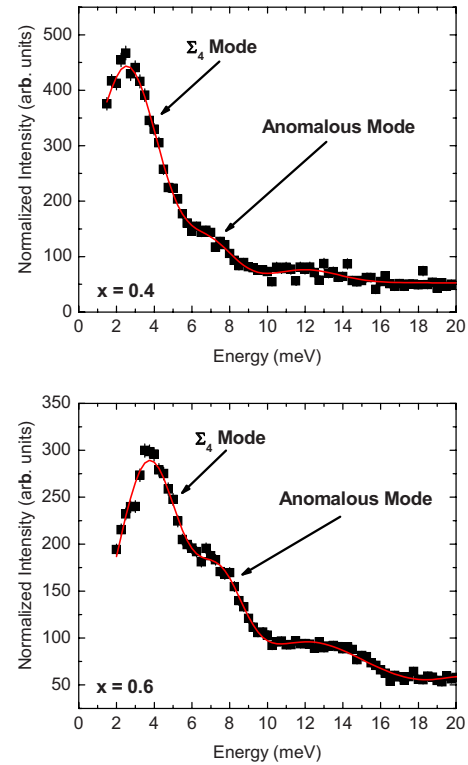 500
400
300
200
100
0
Normalized Intensity (arb. units)
Σ4 Mode
Anomalous Mode
x = 0.4
0 2 4 6 8 10 12 14 16 18 20
Energy (meV)
350
300
250
200
150
100
50
Normalized Intensity (arb. units)
Σ4 Mode
Anomalous Mode
x = 0.6
0 2 4 6 8 10 12 14 16 18 20
Energy (meV)